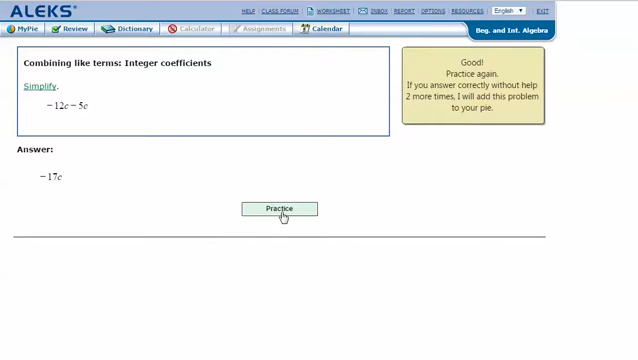 ALEKS®
HELP | CLASS FORUM | WORKSHEET | INBOX | REPORT | OPTIONS | RESOURCES | English ▼ | EXIT
MyPie Review Dictionary Calculator Assignments Calendar Beg. and Int. Algebra
Combining like terms: Integer coefficients
Simplify.
−12c − 5c
Good!
Practice again.
If you answer correctly without help
2 more times, I will add this problem
to your pie.
Answer:
−17c
Practice